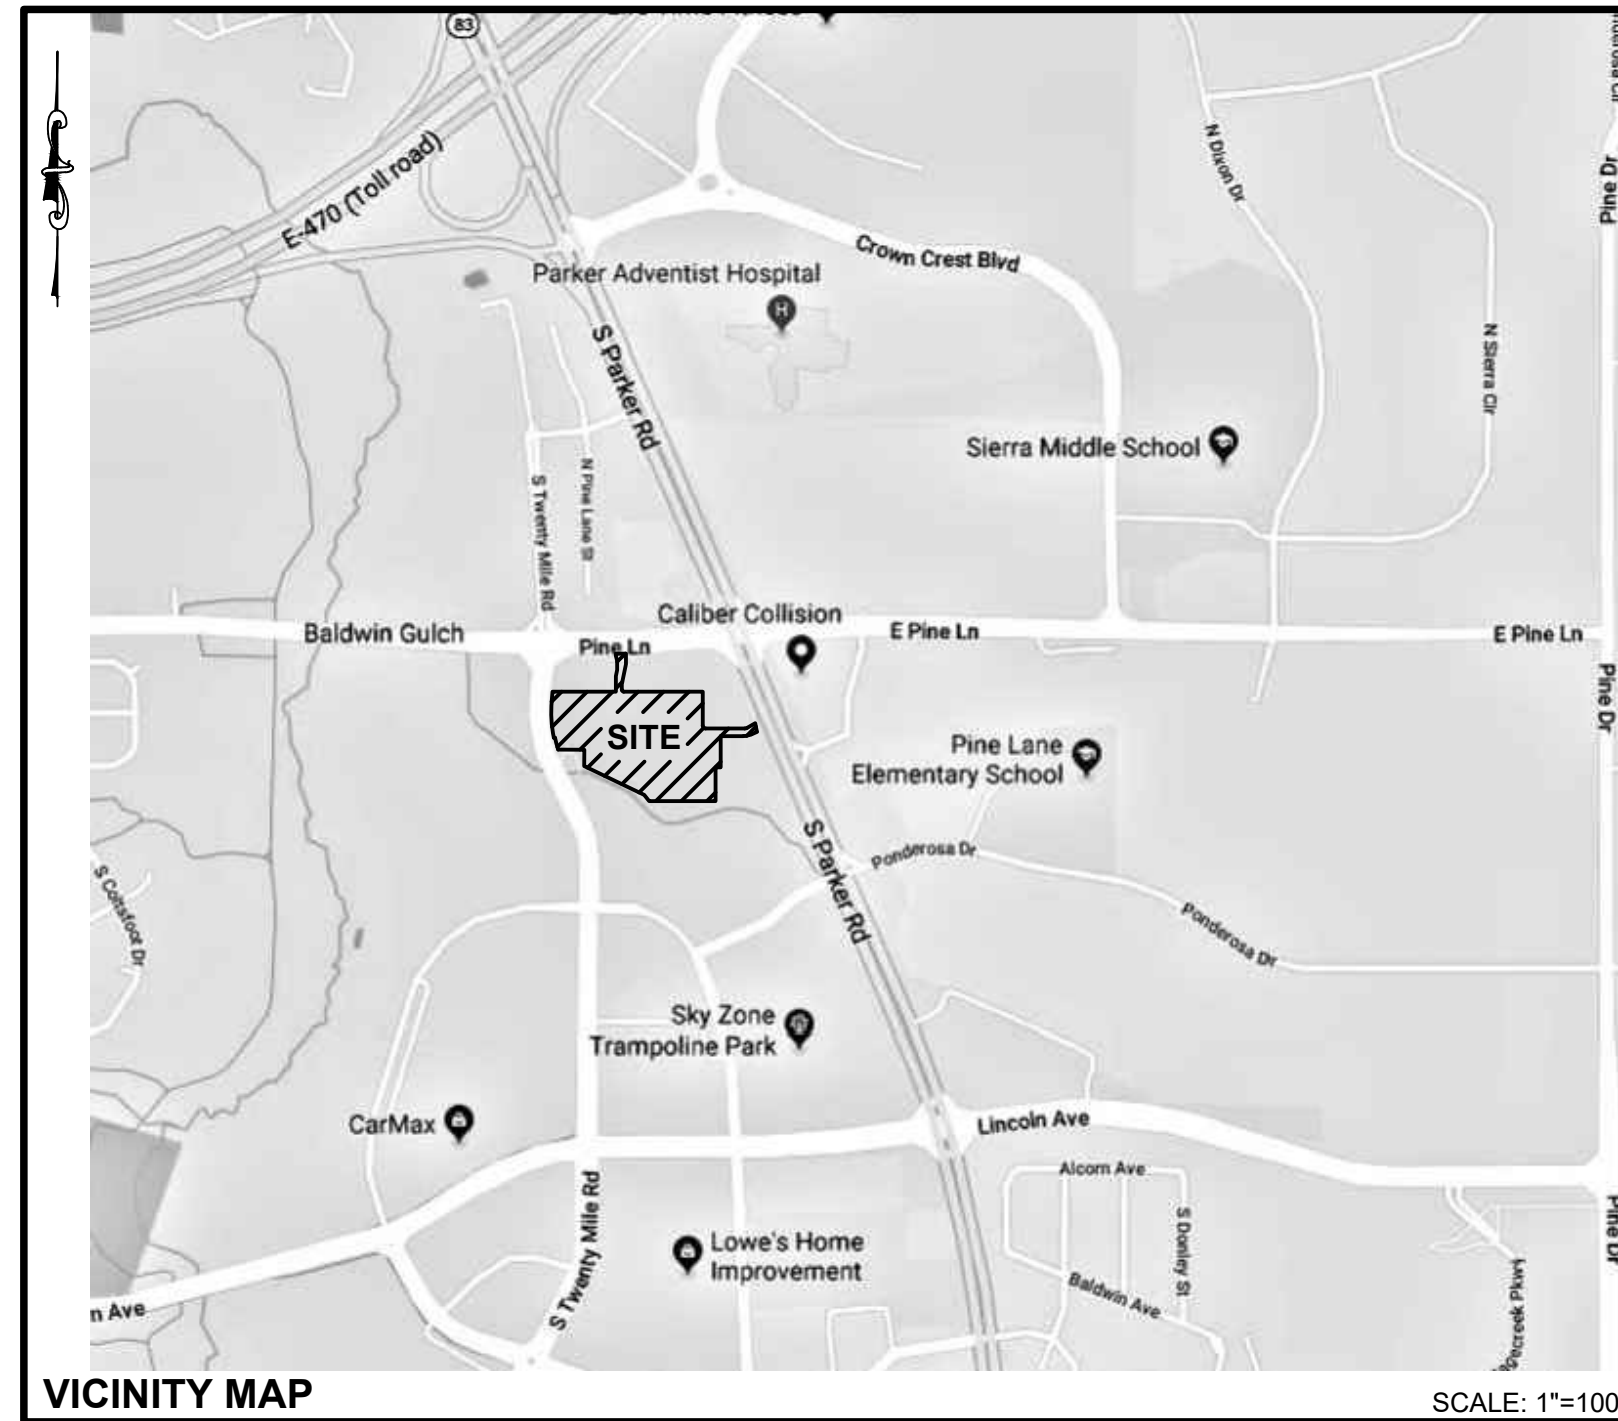 83
E-470 (Toll road)
N Dixon Dr
Pine Dr
Crown Crest Blvd
Parker Adventist Hospital
H
S Parker Rd
N Sierra Cir
Sierra Middle School
S Twenty Mile Rd
N Pine Lane St
Caliber Collision
Baldwin Gulch
Pine Ln
E Pine Ln
E Pine Ln
Pine Dr
SITE
Pine Lane
Elementary School
S Parker Rd
Ponderosa Dr
S Coltsfoot Dr
Ponderosa Dr
Sky Zone
Trampoline Park
CarMax
Lincoln Ave
Alcorn Ave
S Twenty Mile Rd
S Donley St
Pine Dr
Lowe's Home
Improvement
Baldwin Ave
n Ave
gecreek Pkwy
VICINITY MAP
SCALE: 1"=100